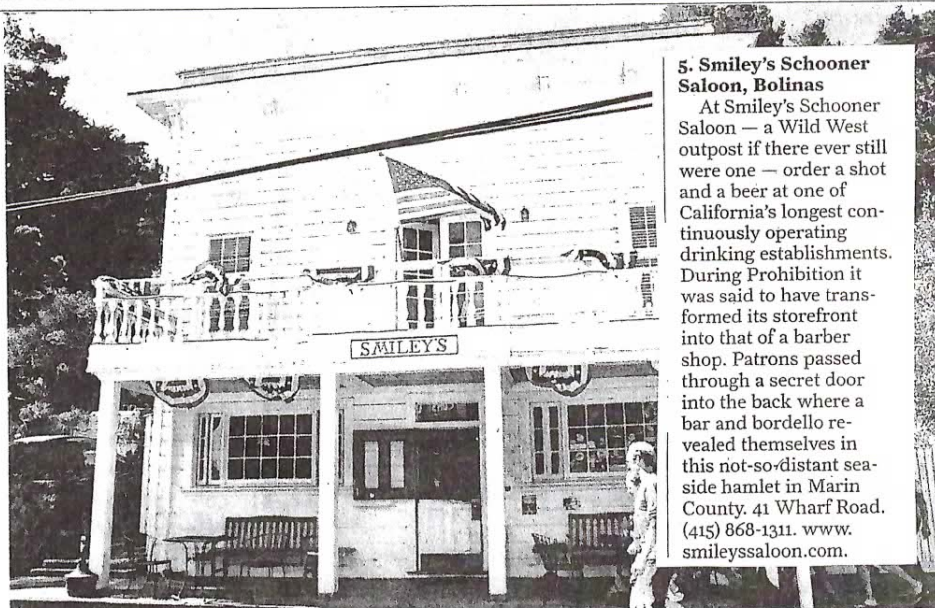 SMILEY'S
5. Smiley's Schooner
Saloon, Bolinas
At Smiley's Schooner
Saloon — a Wild West
outpost if there ever still
were one — order a shot
and a beer at one of
California's longest con-
tinuously operating
drinking establishments.
During Prohibition it
was said to have trans-
formed its storefront
into that of a barber
shop. Patrons passed
through a secret door
into the back where a
bar and bordello re-
vealed themselves in
this not-so-distant sea-
side hamlet in Marin
County. 41 Wharf Road.
(415) 868-1311. www.
smileyssaloon.com.